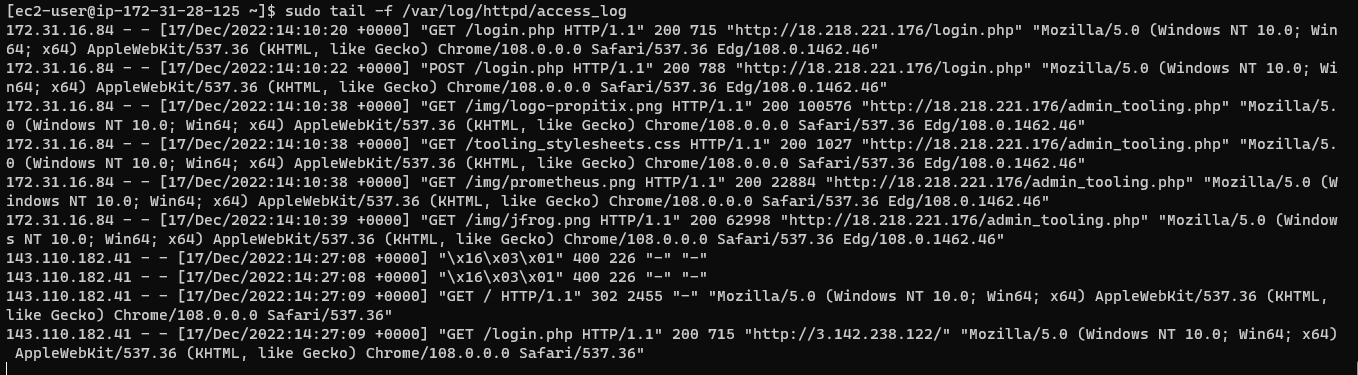 [ec2-user@ip-172-31-28-125 ~]$ sudo tail -f /var/log/httpd/access_log
172.31.16.84 - - [17/Dec/2022:14:10:20 +0000] "GET /login.php HTTP/1.1" 200 715 "http://18.218.221.176/login.php" "Mozilla/5.0 (Windows NT 10.0; Win
64; x64) AppleWebKit/537.36 (KHTML, like Gecko) Chrome/108.0.0.0 Safari/537.36 Edg/108.0.1462.46"
172.31.16.84 - - [17/Dec/2022:14:10:22 +0000] "POST /login.php HTTP/1.1" 200 788 "http://18.218.221.176/login.php" "Mozilla/5.0 (Windows NT 10.0; Wi
n64; x64) AppleWebKit/537.36 (KHTML, like Gecko) Chrome/108.0.0.0 Safari/537.36 Edg/108.0.1462.46"
172.31.16.84 - - [17/Dec/2022:14:10:38 +0000] "GET /img/logo-propitix.png HTTP/1.1" 200 100576 "http://18.218.221.176/admin_tooling.php" "Mozilla/5.
0 (Windows NT 10.0; Win64; x64) AppleWebKit/537.36 (KHTML, like Gecko) Chrome/108.0.0.0 Safari/537.36 Edg/108.0.1462.46"
172.31.16.84 - - [17/Dec/2022:14:10:38 +0000] "GET /tooling_stylesheets.css HTTP/1.1" 200 1027 "http://18.218.221.176/admin_tooling.php" "Mozilla/5.
0 (Windows NT 10.0; Win64; x64) AppleWebKit/537.36 (KHTML, like Gecko) Chrome/108.0.0.0 Safari/537.36 Edg/108.0.1462.46"
172.31.16.84 - - [17/Dec/2022:14:10:38 +0000] "GET /img/prometheus.png HTTP/1.1" 200 22884 "http://18.218.221.176/admin_tooling.php" "Mozilla/5.0 (W
indows NT 10.0; Win64; x64) AppleWebKit/537.36 (KHTML, like Gecko) Chrome/108.0.0.0 Safari/537.36 Edg/108.0.1462.46"
172.31.16.84 - - [17/Dec/2022:14:10:39 +0000] "GET /img/jfrog.png HTTP/1.1" 200 62998 "http://18.218.221.176/admin_tooling.php" "Mozilla/5.0 (Window
s NT 10.0; Win64; x64) AppleWebKit/537.36 (KHTML, like Gecko) Chrome/108.0.0.0 Safari/537.36 Edg/108.0.1462.46"
143.110.182.41 - - [17/Dec/2022:14:27:08 +0000] "\x16\x03\x01" 400 226 "-" "-"
143.110.182.41 - - [17/Dec/2022:14:27:08 +0000] "\x16\x03\x01" 400 226 "-" "-"
143.110.182.41 - - [17/Dec/2022:14:27:09 +0000] "GET / HTTP/1.1" 302 2455 "-" "Mozilla/5.0 (Windows NT 10.0; Win64; x64) AppleWebKit/537.36 (KHTML,
like Gecko) Chrome/108.0.0.0 Safari/537.36"
143.110.182.41 - - [17/Dec/2022:14:27:09 +0000] "GET /login.php HTTP/1.1" 200 715 "http://3.142.238.122/" "Mozilla/5.0 (Windows NT 10.0; Win64; x64)
 AppleWebKit/537.36 (KHTML, like Gecko) Chrome/108.0.0.0 Safari/537.36"